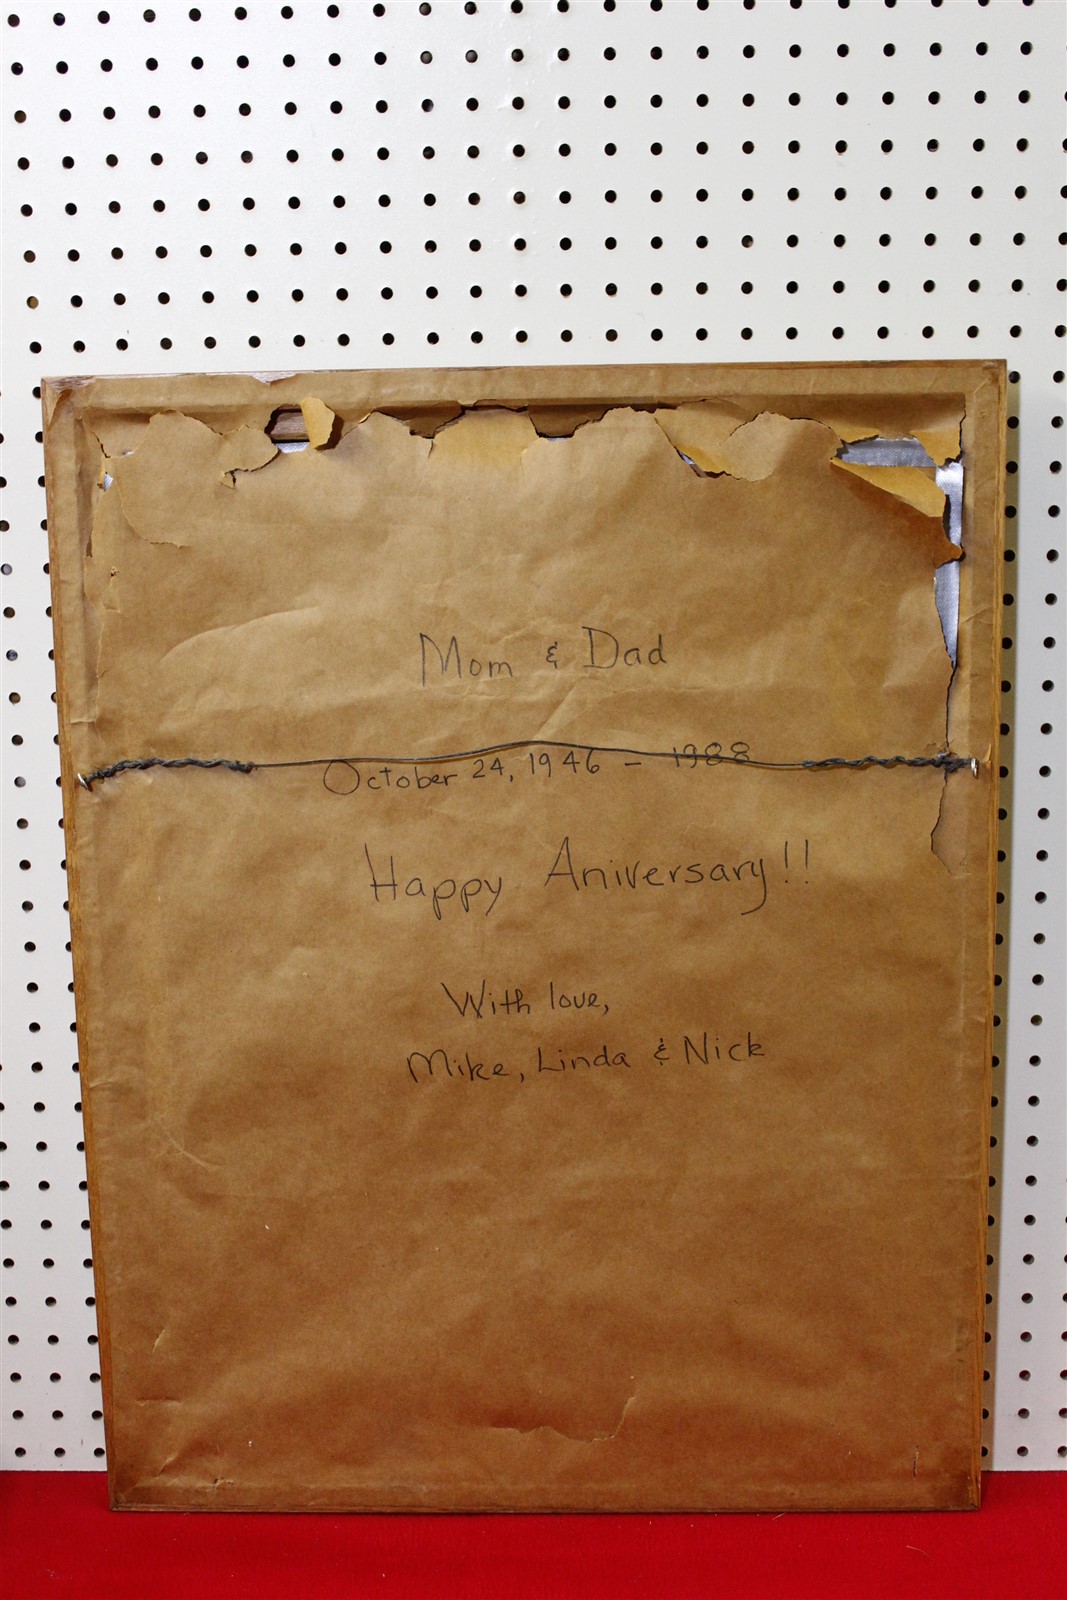 Mom & Dad
October 24, 1946 - 1988
Happy Aniversary!!
With love,
Mike, Linda & Nick